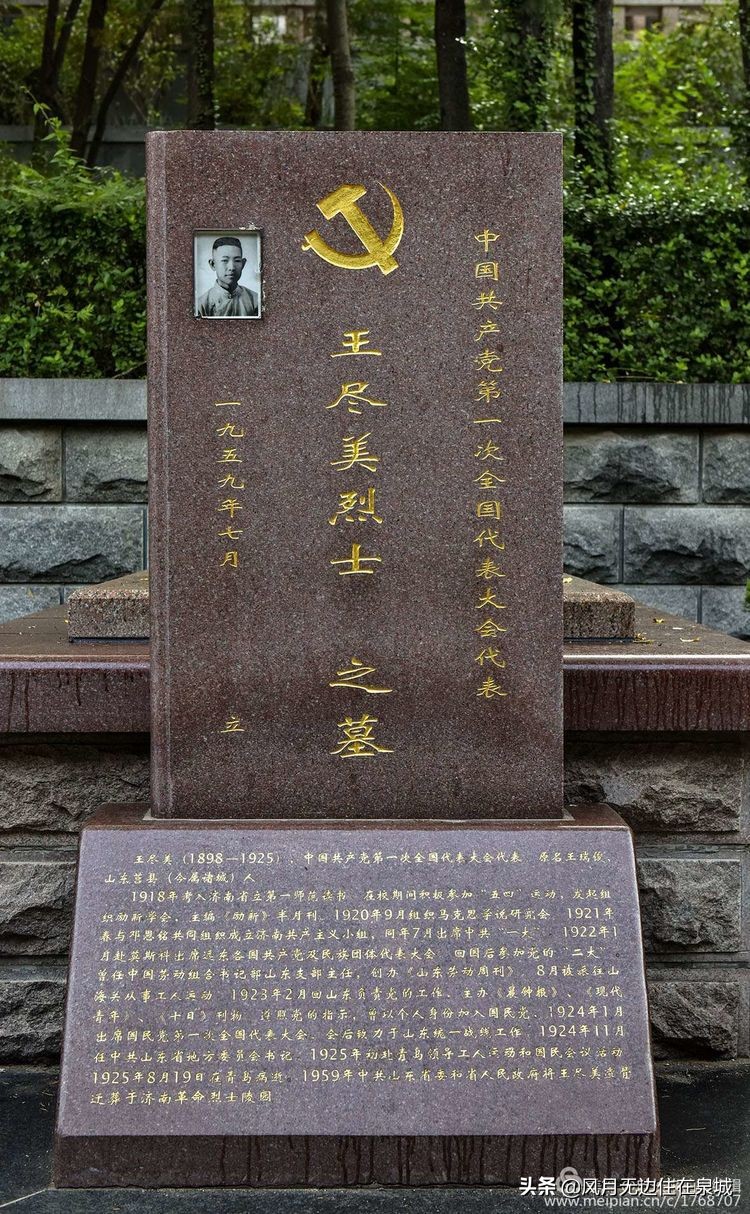 中国共产党第一次全国代表大会代表
王尽美烈士之墓
一九五九年七月 立
王尽美（1898—1925），中国共产党第一次全国代表大会代表 原名王瑞俊，
山东莒县（今属诸城）人
1918年考入济南省立第一师范读书 在校期间积极参加“五四”运动，发起组
织励新学会，主编《励新》半月刊、1920年9月组织马克思学说研究会 1921年
春与邓恩铭共同组织成立济南共产主义小组，同年7月出席中共“一大” 1922年1
月赴莫斯科出席远东各国共产党及民族团体代表大会 回国后参加党的“二大”
曾任中国劳动组合书记部山东支部主任，创办《山东劳动周刊》 8月被派往山
海关从事工人运动 1923年2月回山东负责党的工作、主办《晨钟报》、《现代
青年》、《十日》刊物 遵照党的指示，曾以个人身份加入国民党、1924年1月
出席国民党第一次全国代表大会、会后致力于山东统一战线工作、1924年11月
任中共山东省地方委员会书记、1925年初赴青岛领导工人运动和国民会议活动
1925年8月19日在青岛病逝、1959年中共山东省委和省人民政府将王尽美遗骨
迁葬于济南革命烈士陵园
头条 @风月无边住在泉城
www.meipian.cn/c/1768707